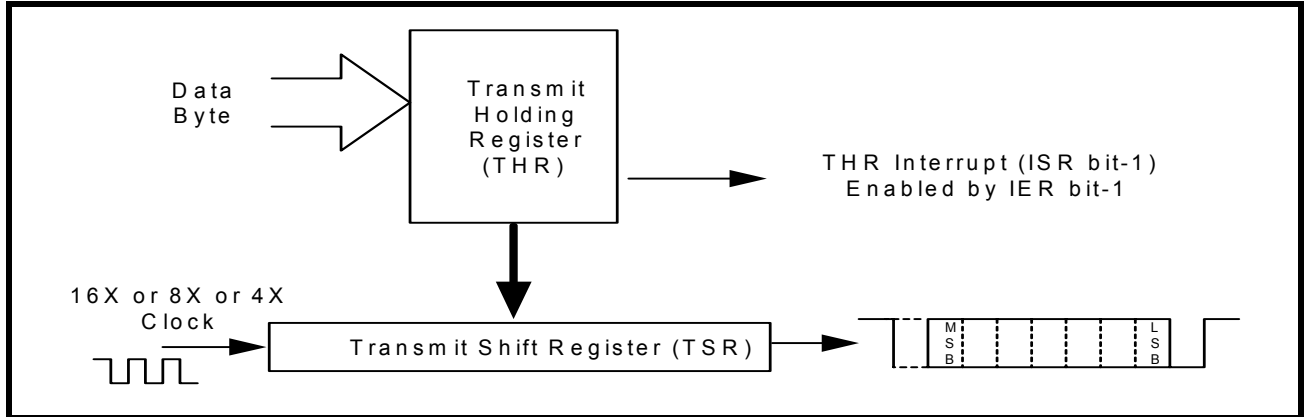 Data
Byte
Transmit
Holding
Register
(THR)
THR Interrupt (ISR bit-1)
Enabled by IER bit-1
16X or 8X or 4X
Clock
Transmit Shift Register (TSR)
M
S
B
L
S
B